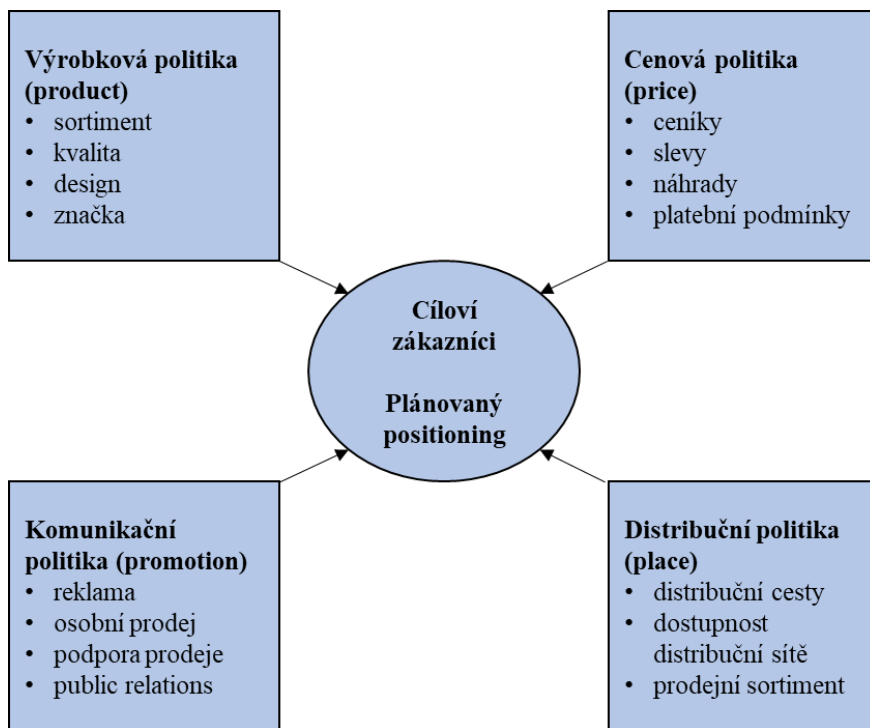 Výrobková politika
(product)
• sortiment
• kvalita
• design
• značka
Cenová politika
(price)
• ceníky
• slevy
• náhrady
• platební podmínky
Cíloví
zákazníci
Plánovaný
positioning
Komunikační
politika (promotion)
• reklama
• osobní prodej
• podpora prodeje
• public relations
Distribuční politika
(place)
• distribuční cesty
• dostupnost
distribuční sítě
• prodejní sortiment